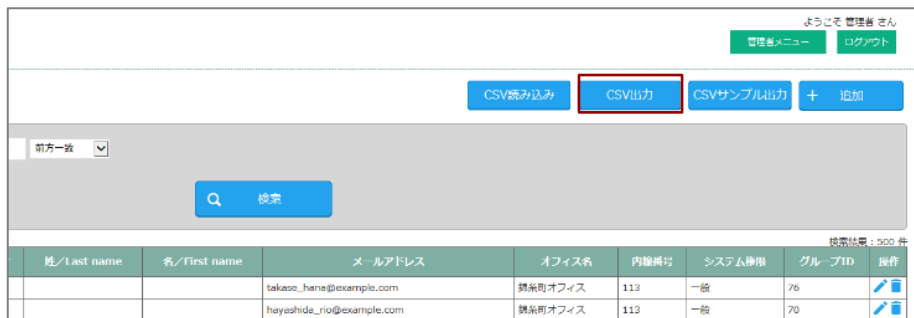 ようこそ 管理者 さん
管理者メニュー ログアウト
CSV読み込み CSV出力 CSVサンプル出力 + 追加
前方一致
検索
検索結果：500 件
姓／Last name 名／First name メールアドレス オフィス名 内線番号 システム権限 グループID 操作
takase_hana@example.com 錦糸町オフィス 113 一般 76
hayashida_rio@example.com 錦糸町オフィス 113 一般 70